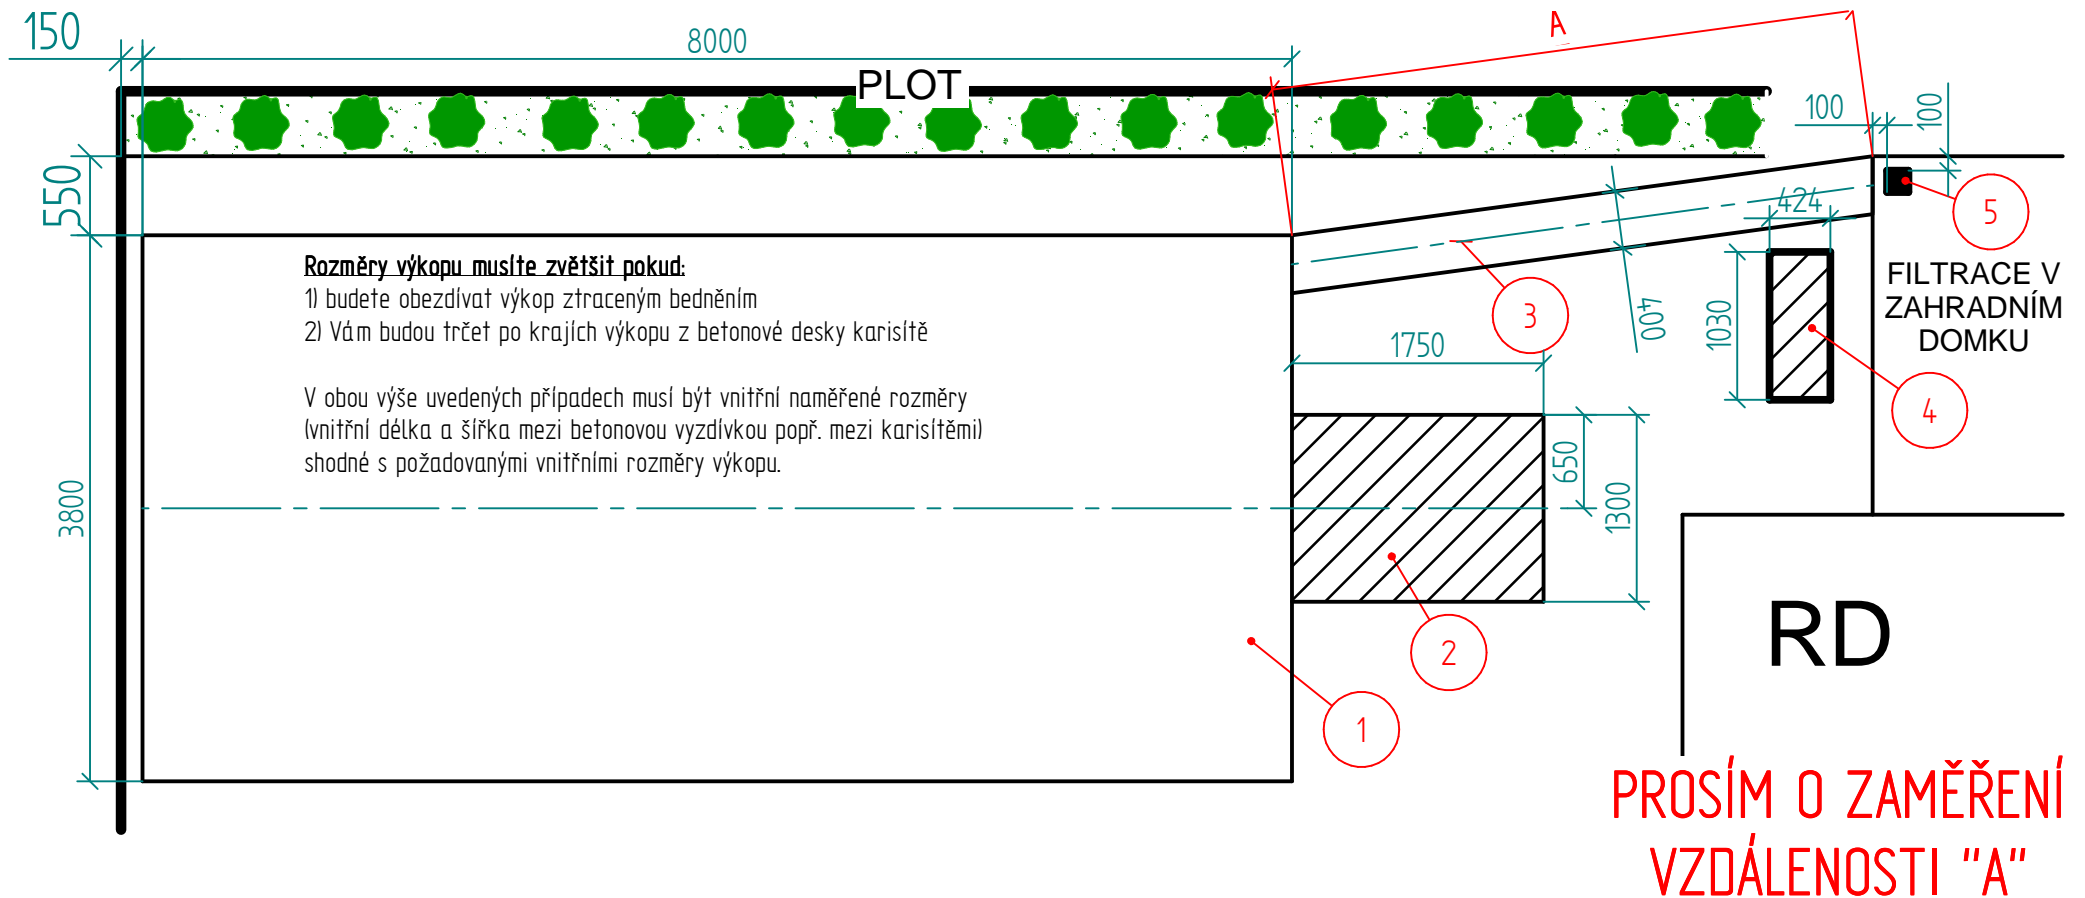 150
8000
A
PLOT
100
100
550
424
5
Rozměry výkopu musíte zvětšit pokud:
1) budete obezdívat výkop ztraceným bedněním
2) Vám budou trčet po krajích výkopu z betonové desky karisítě
FILTRACE V
ZAHRADNÍM
DOMKU
3
400
1030
1750
4
V obou výše uvedených případech musí být vnitřní naměřené rozměry
(vnitřní délka a šířka mezi betonovou vyzdívkou popř. mezi karisítěmi)
shodné s požadovanými vnitřními rozměry výkopu.
650
1300
3800
RD
2
1
PROSÍM O ZAMĚŘENÍ
VZDÁLENOSTI "A"